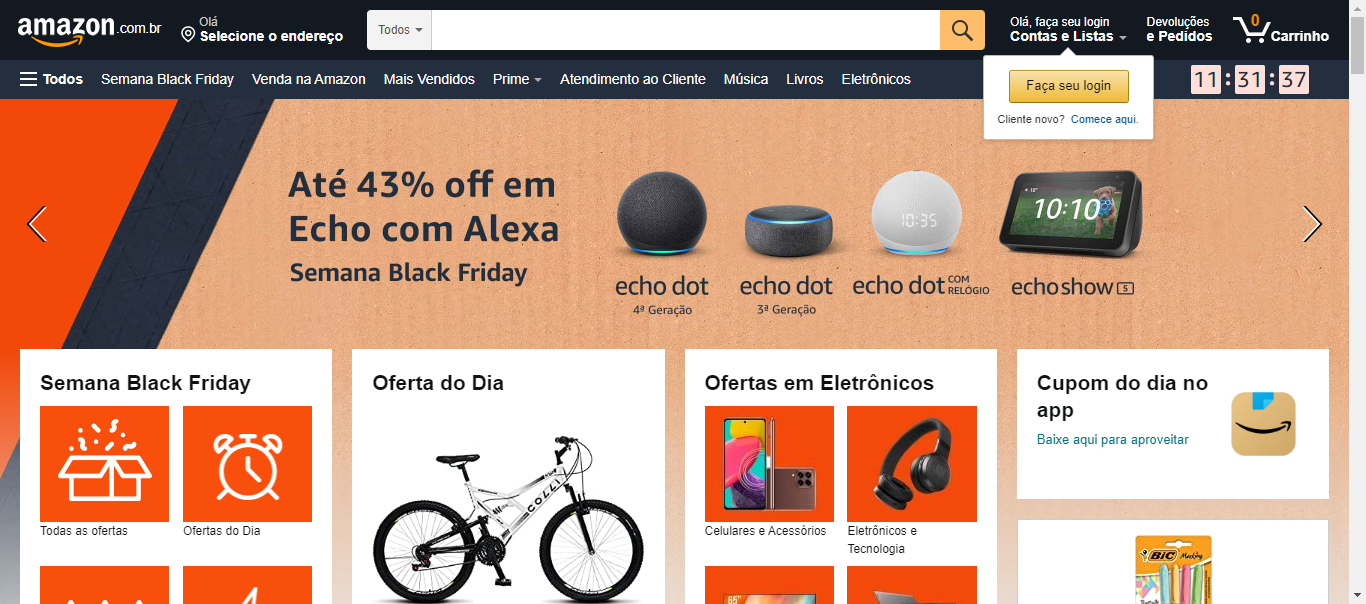 amazon.com.br
Olá
Selecione o endereço
Todos
Olá, faça seu login
Contas e Listas
Devoluções
e Pedidos
0
Carrinho
Todos
Semana Black Friday
Venda na Amazon
Mais Vendidos
Prime
Atendimento ao Cliente
Música
Livros
Eletrônicos
11 : 31 : 37
Faça seu login
Cliente novo? Comece aqui.
Até 43% off em
Echo com Alexa
Semana Black Friday
10:35
10:10
echo dot
4ª Geração
echo dot
3ª Geração
echo dot COM
RELÓGIO
echo show 5
Semana Black Friday
Todas as ofertas
Ofertas do Dia
Oferta do Dia
COLLI
Ofertas em Eletrônicos
Celulares e Acessórios
Eletrônicos e
Tecnologia
65"
Cupom do dia no
app
Baixe aqui para aproveitar
BIC Marking